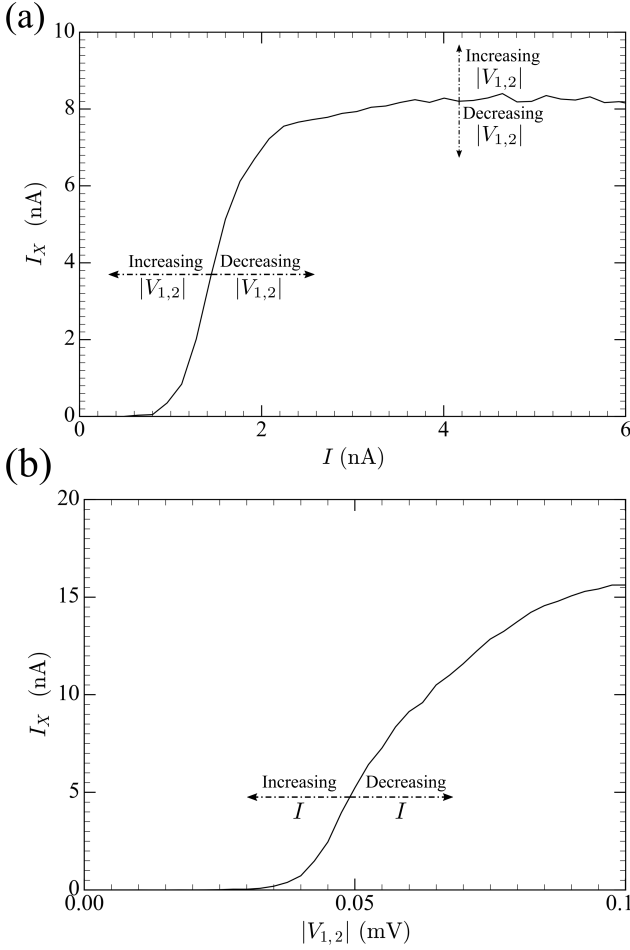 (a)
10
8
6
4
2
0
I_X (nA)
Increasing
|V_{1,2}|
Decreasing
|V_{1,2}|
Increasing Decreasing
|V_{1,2}| |V_{1,2}|
0 2 4 6
I (nA)
(b)
20
15
10
5
0
I_X (nA)
Increasing Decreasing
I I
0.00 0.05 0.1
|V_{1,2}| (mV)